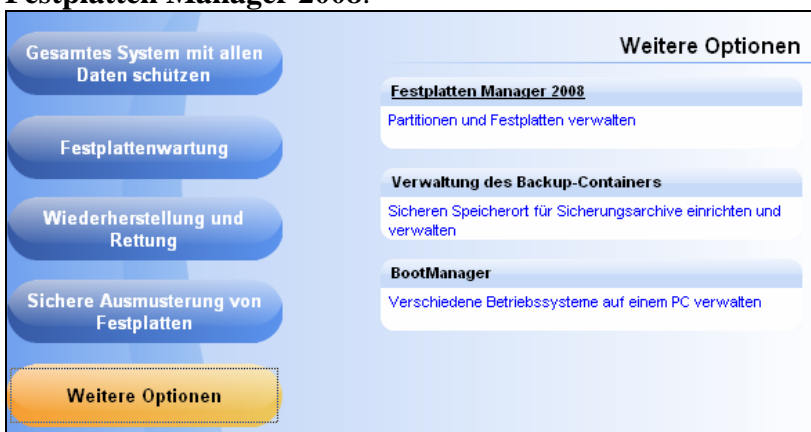 Festplatten Manager 2008.
Gesamtes System mit allen
Daten schützen
Festplattenwartung
Wiederherstellung und
Rettung
Sichere Ausmusterung von
Festplatten
Weitere Optionen
Weitere Optionen
Festplatten Manager 2008
Partitionen und Festplatten verwalten
Verwaltung des Backup-Containers
Sicheren Speicherort für Sicherungsarchive einrichten und
verwalten
BootManager
Verschiedene Betriebssysteme auf einem PC verwalten